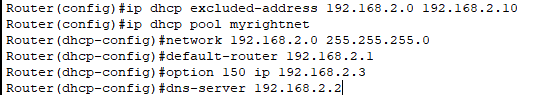 Router(config)#ip dhcp excluded-address 192.168.2.0 192.168.2.10
Router(config)#ip dhcp pool myrightnet
Router(dhcp-config)#network 192.168.2.0 255.255.255.0
Router(dhcp-config)#default-router 192.168.2.1
Router(dhcp-config)#option 150 ip 192.168.2.3
Router(dhcp-config)#dns-server 192.168.2.2